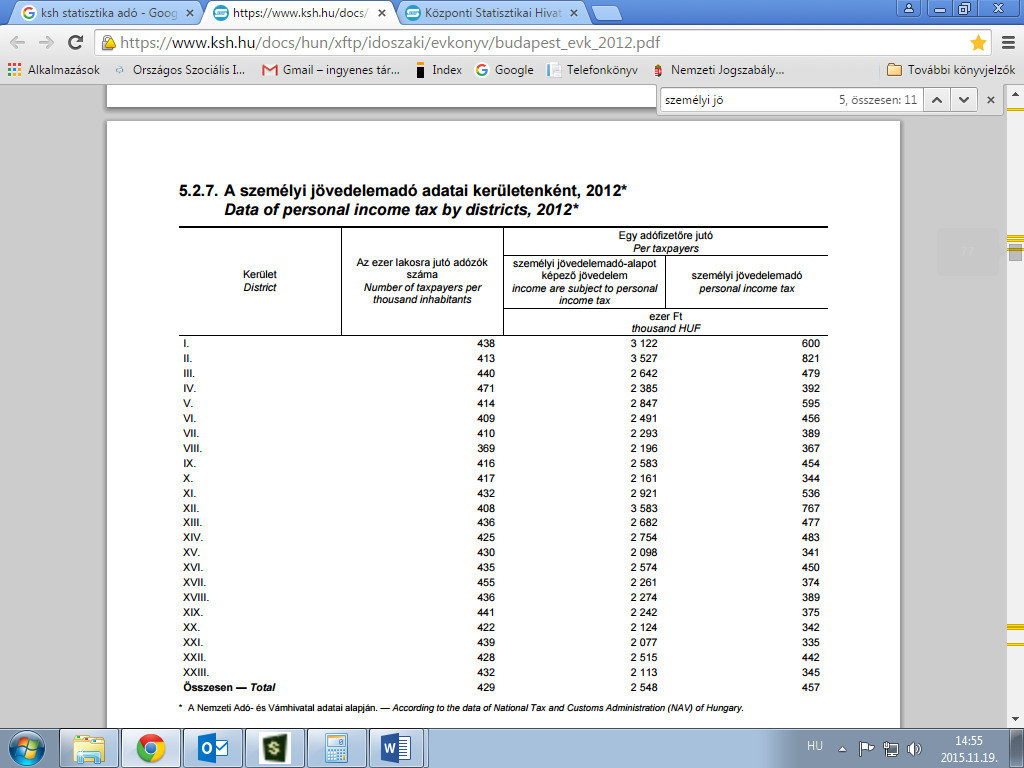 ksh statisztika adó - Goog
https://www.ksh.hu/docs/
Központi Statisztikai Hivat
https://www.ksh.hu/docs/hun/xftp/idoszaki/evkonyv/budapest_evk_2012.pdf
Alkalmazások Országos Szociális I... Gmail – ingyenes tár... Index Google Telefonkönyv Nemzeti Jogszabály... További könyvjelzők
személyi jö 5, összesen: 11
77
5.2.7. A személyi jövedelemadó adatai kerületenként, 2012*
Data of personal income tax by districts, 2012*
Kerület
District
Az ezer lakosra jutó adózók
száma
Number of taxpayers per
thousand inhabitants
Egy adófizetőre jutó
Per taxpayers
személyi jövedelemadó-alapot
képező jövedelem
income are subject to personal
income tax
személyi jövedelemadó
personal income tax
ezer Ft
thousand HUF
I. 438 3 122 600
II. 413 3 527 821
III. 440 2 642 479
IV. 471 2 385 392
V. 414 2 847 595
VI. 409 2 491 456
VII. 410 2 293 389
VIII. 369 2 196 367
IX. 416 2 583 454
X. 417 2 161 344
XI. 432 2 921 536
XII. 408 3 583 767
XIII. 436 2 682 477
XIV. 425 2 754 483
XV. 430 2 098 341
XVI. 435 2 574 450
XVII. 455 2 261 374
XVIII. 436 2 274 389
XIX. 441 2 242 375
XX. 422 2 124 342
XXI. 439 2 077 335
XXII. 428 2 515 442
XXIII. 432 2 113 345
Összesen — Total 429 2 548 457
* A Nemzeti Adó- és Vámhivatal adatai alapján. — According to the data of National Tax and Customs Administration (NAV) of Hungary.
HU
14:55
2015.11.19.